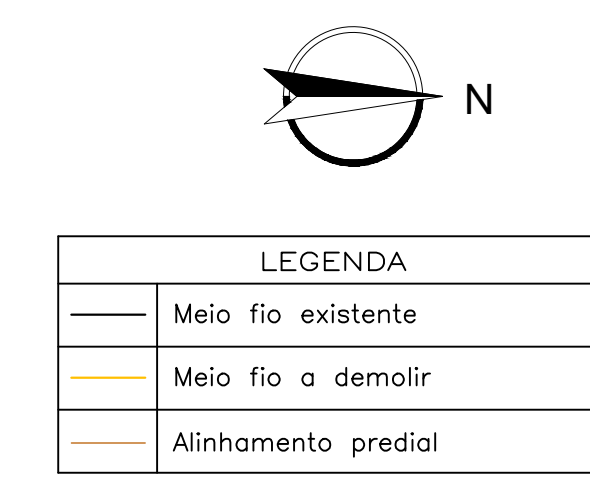 N
LEGENDA
Meio fio existente
Meio fio a demolir
Alinhamento predial